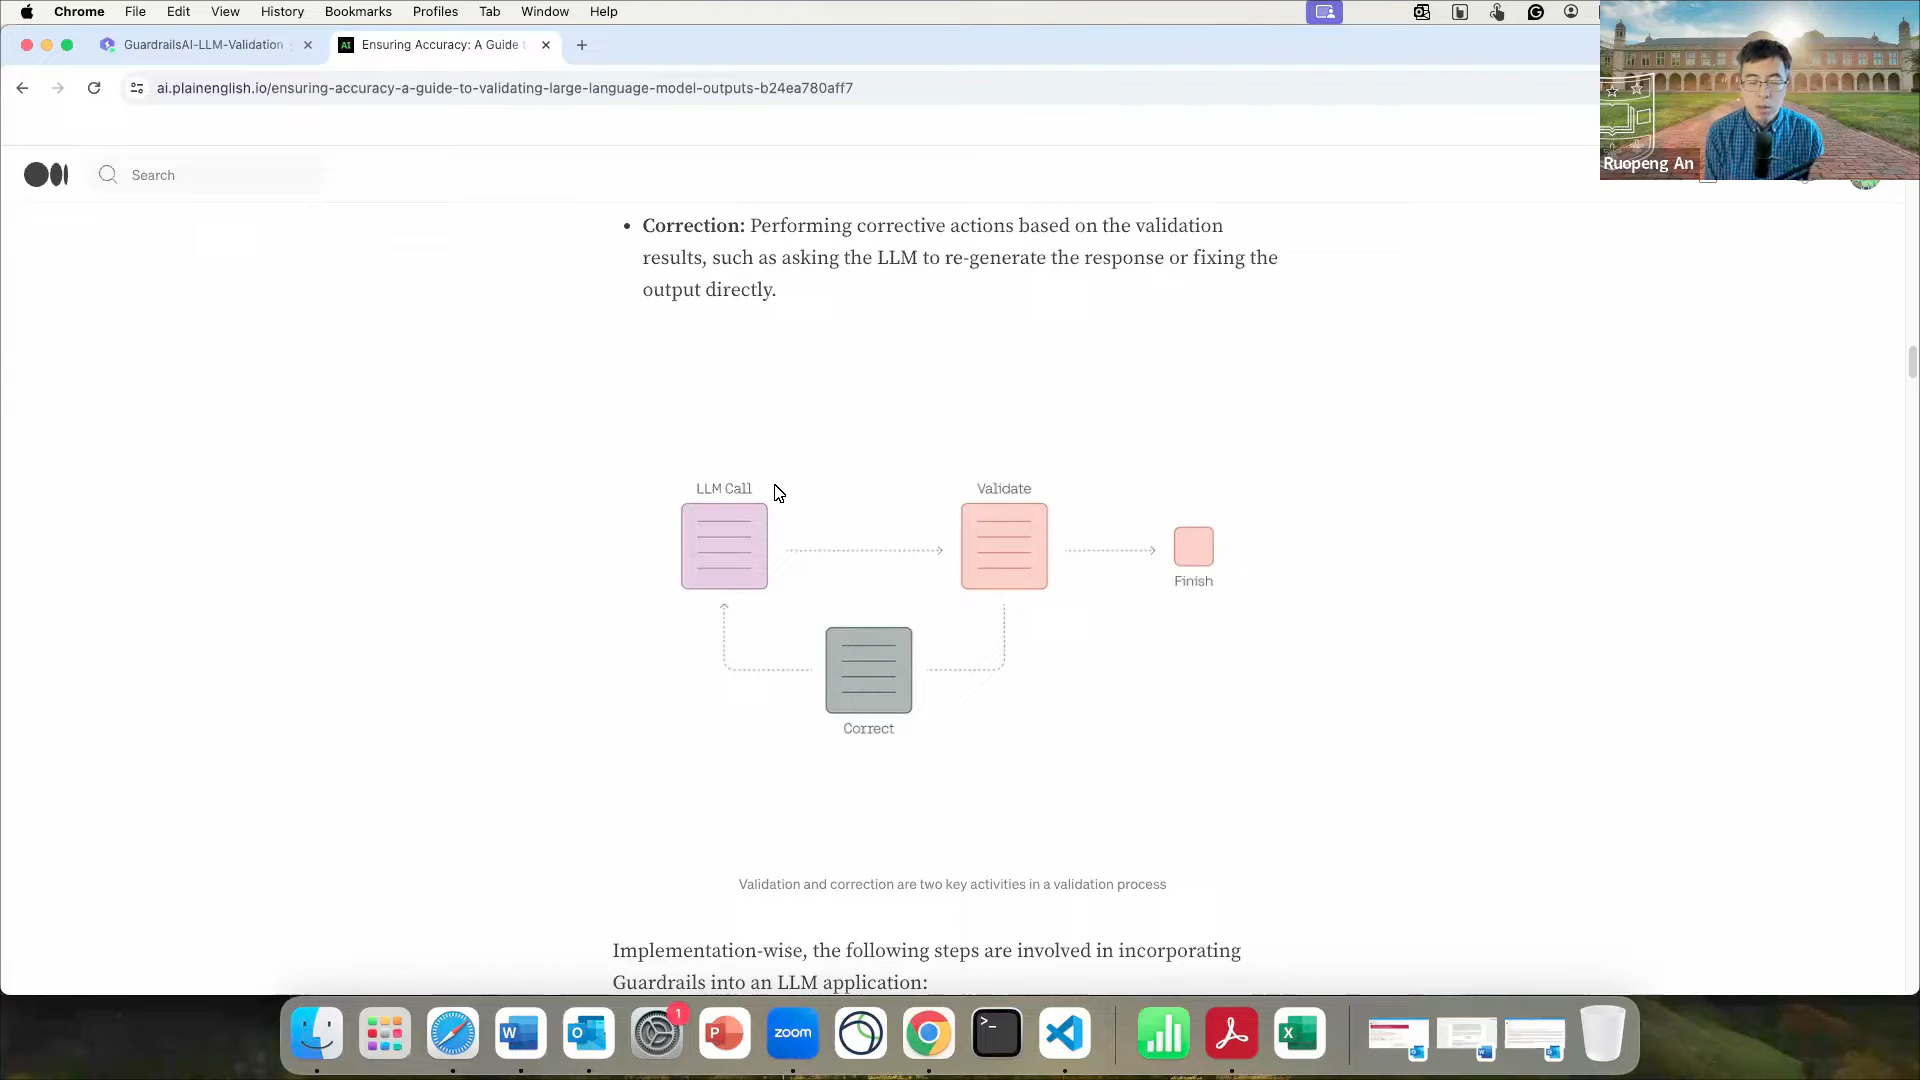 Chrome File Edit View History Bookmarks Profiles Tab Window Help
GuardrailsAI-LLM-Validation
Ensuring Accuracy: A Guide t
ai.plainenglish.io/ensuring-accuracy-a-guide-to-validating-large-language-model-outputs-b24ea780aff7
Ruopeng An
Search
• Correction: Performing corrective actions based on the validation
results, such as asking the LLM to re-generate the response or fixing the
output directly.
LLM Call
Validate
Finish
Correct
Validation and correction are two key activities in a validation process
Implementation-wise, the following steps are involved in incorporating
Guardrails into an LLM application:
1
zoom